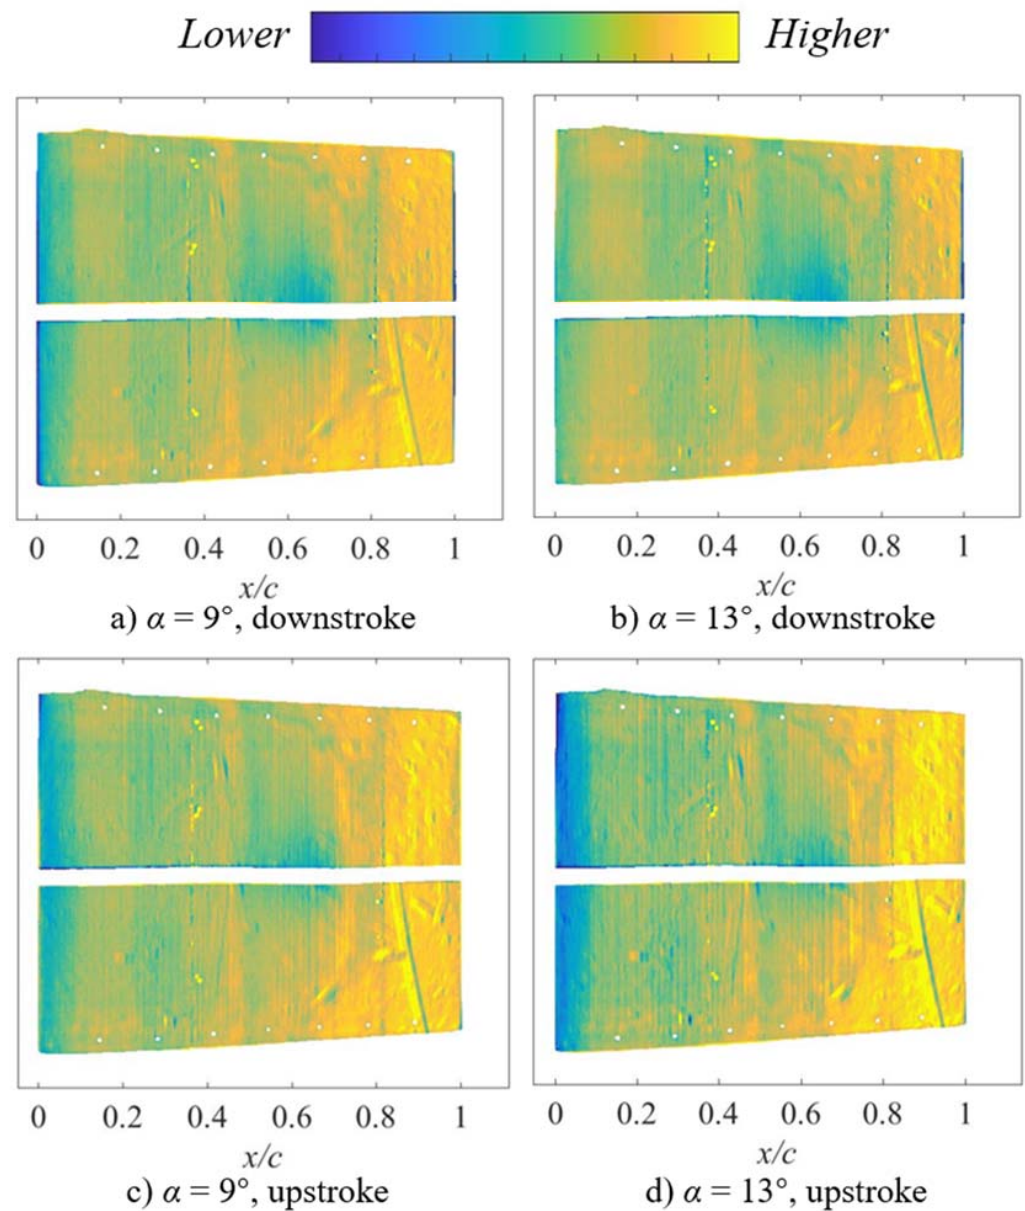 Lower Higher
0 0.2 0.4 0.6 0.8 1
x/c
a) α = 9°, downstroke
0 0.2 0.4 0.6 0.8 1
x/c
b) α = 13°, downstroke
0 0.2 0.4 0.6 0.8 1
x/c
c) α = 9°, upstroke
0 0.2 0.4 0.6 0.8 1
x/c
d) α = 13°, upstroke